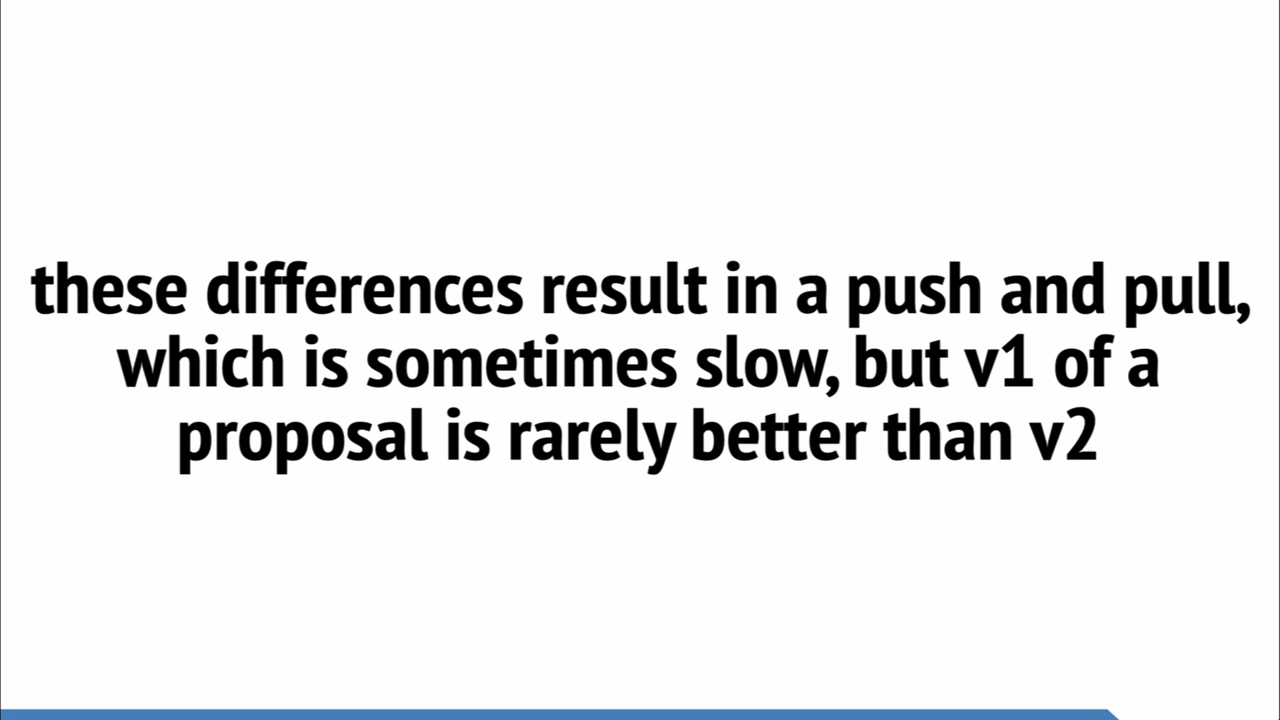 these differences result in a push and pull,
which is sometimes slow, but v1 of a
proposal is rarely better than v2